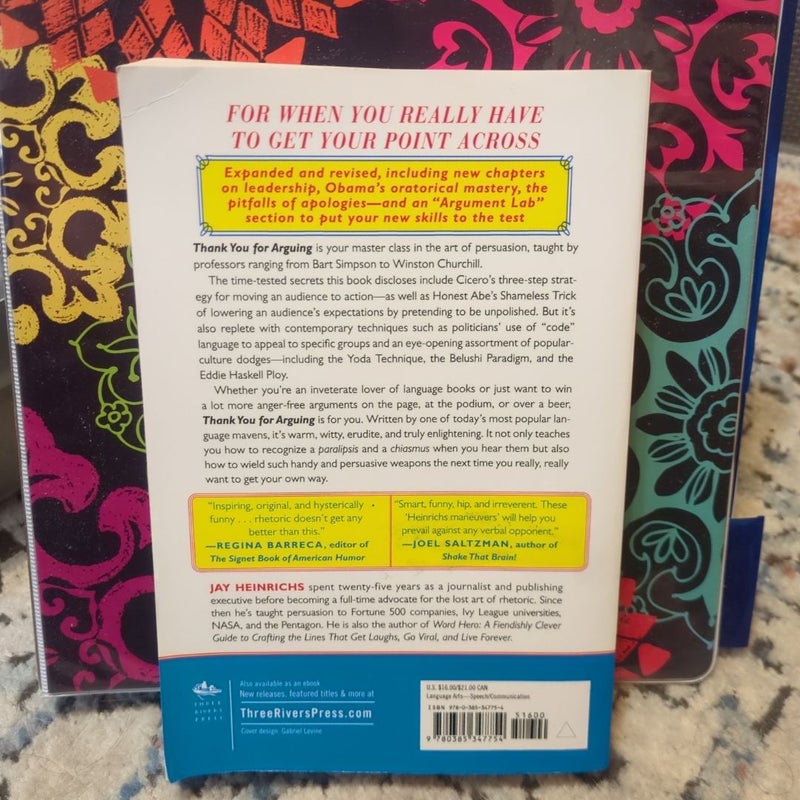 FOR WHEN YOU REALLY HAVE
TO GET YOUR POINT ACROSS
Expanded and revised, including new chapters
on leadership, Obama's oratorical mastery, the
pitfalls of apologies—and an "Argument Lab"
section to put your new skills to the test
Thank You for Arguing is your master class in the art of persuasion, taught by
professors ranging from Bart Simpson to Winston Churchill.
The time-tested secrets this book discloses include Cicero's three-step strat-
egy for moving an audience to action—as well as Honest Abe's Shameless Trick
of lowering an audience's expectations by pretending to be unpolished. But it's
also replete with contemporary techniques such as politicians' use of "code"
language to appeal to specific groups and an eye-opening assortment of popular-
culture dodges—including the Yoda Technique, the Belushi Paradigm, and the
Eddie Haskell Ploy.
Whether you're an inveterate lover of language books or just want to win
a lot more anger-free arguments on the page, at the podium, or over a beer,
Thank You for Arguing is for you. Written by one of today's most popular lan-
guage mavens, it's warm, witty, erudite, and truly enlightening. It not only teaches
you how to recognize a paralipsis and a chiasmus when you hear them but also
how to wield such handy and persuasive weapons the next time you really, really
want to get your own way.
"Inspiring, original, and hysterically
funny . . . rhetoric doesn't get any
better than this."
—REGINA BARRECA, editor of
The Signet Book of American Humor
"Smart, funny, hip, and irreverent. These
'Heinrichs maneuvers' will help you
prevail against any verbal opponent."
—JOEL SALTZMAN, author of
Shake That Brain!
JAY HEINRICHS spent twenty-five years as a journalist and publishing
executive before becoming a full-time advocate for the lost art of rhetoric. Since
then he's taught persuasion to Fortune 500 companies, Ivy League universities,
NASA, and the Pentagon. He is also the author of Word Hero: A Fiendishly Clever
Guide to Crafting the Lines That Get Laughs, Go Viral, and Live Forever.
THREE
RIVERS
PRESS
Also available as an ebook
New releases, featured titles & more at
ThreeRiversPress.com
Cover design: Gabriel Levine
U.S. $16.00/$21.00 CAN
Language Arts—Speech/Communication
ISBN 978-0-385-34775-4
51600
9 780385 347754